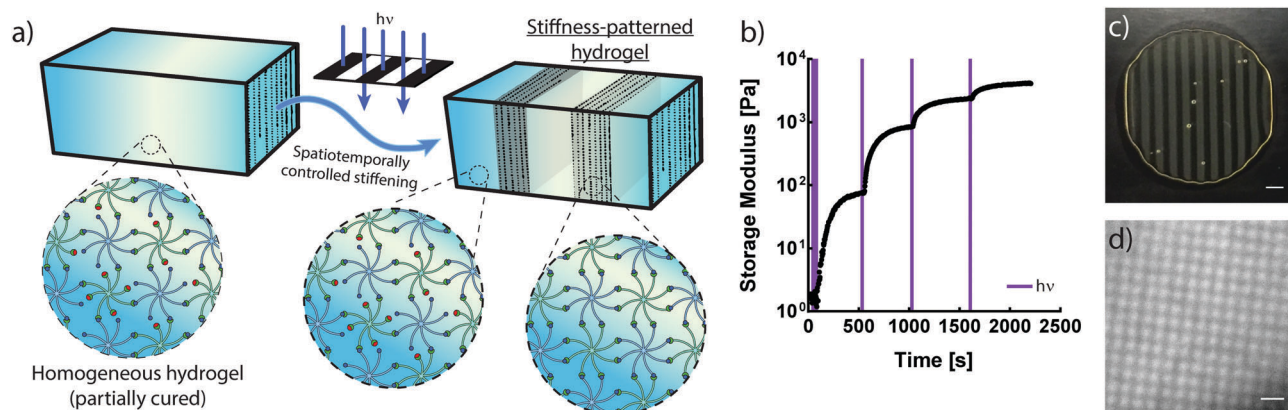 a)
hν
Stiffness-patterned
hydrogel
Spatiotemporally
controlled stiffening
Homogeneous hydrogel
(partially cured)
b)
Storage Modulus [Pa]
10⁴
10³
10²
10¹
10⁰
0
500
1000
1500
2000
2500
Time [s]
hν
c)
d)